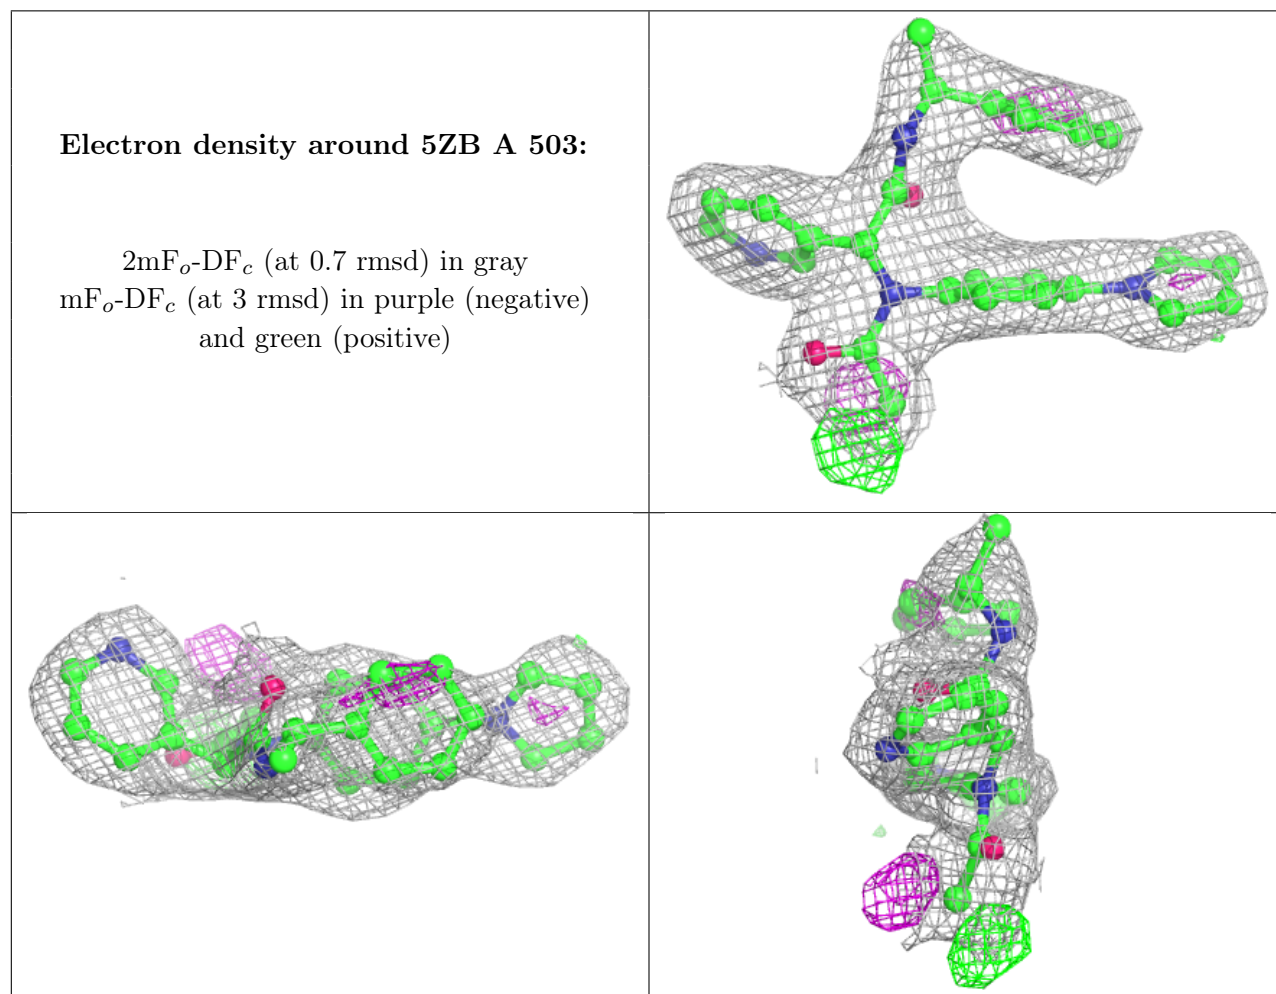 Electron density around 5ZB A 503:
2mFₒ-DF𝒸 (at 0.7 rmsd) in gray
mFₒ-DF𝒸 (at 3 rmsd) in purple (negative)
and green (positive)